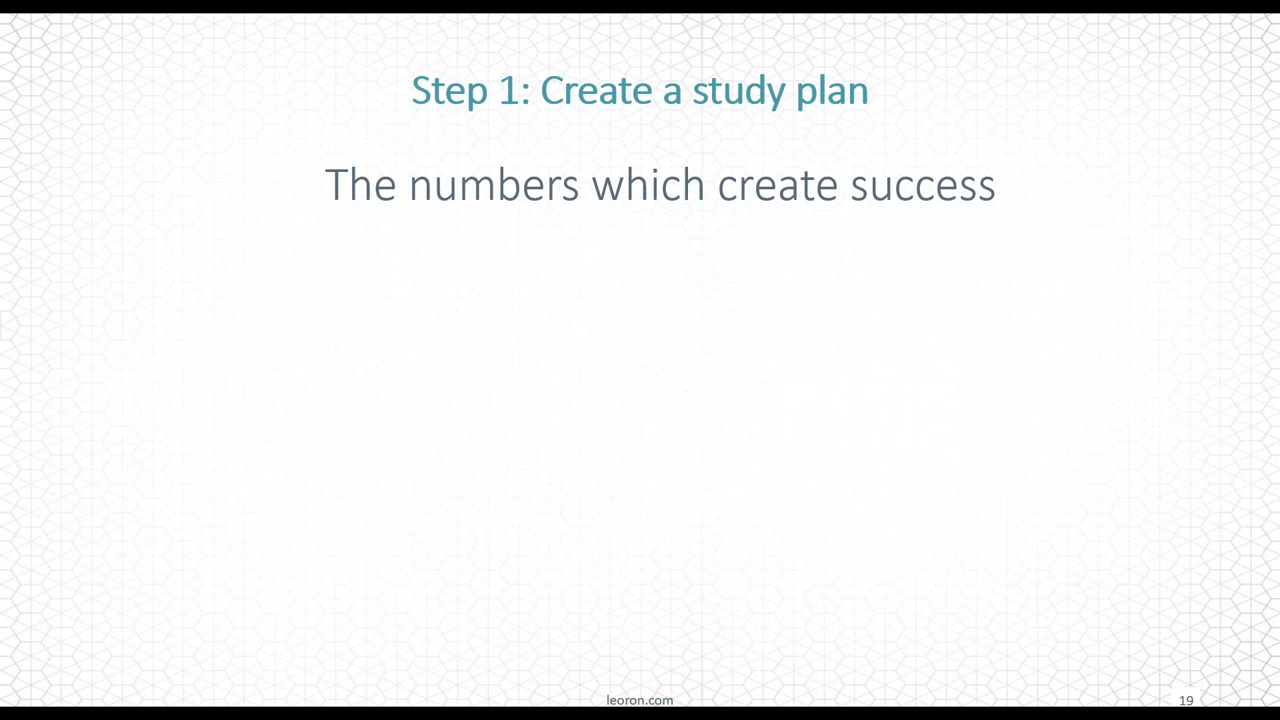 Step 1: Create a study plan
The numbers which create success
leoron.com
19